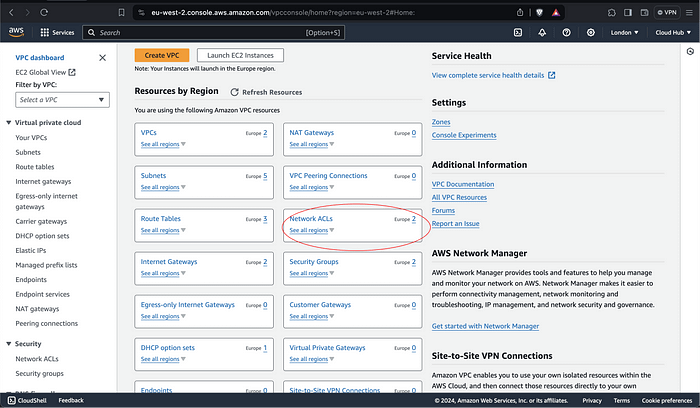 eu-west-2.console.aws.amazon.com/vpcconsole/home?region=eu-west-2#Home:
VPN
aws
Services
Search
[Option+S]
London
Cloud Hub
VPC dashboard
EC2 Global View
Filter by VPC:
Select a VPC
Virtual private cloud
Your VPCs
Subnets
Route tables
Internet gateways
Egress-only internet
gateways
Carrier gateways
DHCP option sets
Elastic IPs
Managed prefix lists
Endpoints
Endpoint services
NAT gateways
Peering connections
Security
Network ACLs
Security groups
Create VPC
Launch EC2 Instances
Note: Your Instances will launch in the Europe region.
Resources by Region
Refresh Resources
You are using the following Amazon VPC resources
VPCs Europe 2
See all regions
NAT Gateways Europe 0
See all regions
Subnets Europe 5
See all regions
VPC Peering Connections Europe 0
See all regions
Route Tables Europe 3
See all regions
Network ACLs Europe 2
See all regions
Internet Gateways Europe 2
See all regions
Security Groups Europe 2
See all regions
Egress-only Internet Gateways Europe 0
See all regions
Customer Gateways Europe 0
See all regions
DHCP option sets Europe 1
See all regions
Virtual Private Gateways Europe 0
See all regions
Endpoints Europe 0
Site-to-Site VPN Connections Europe 0
Service Health
View complete service health details
Settings
Zones
Console Experiments
Additional Information
VPC Documentation
All VPC Resources
Forums
Report an Issue
AWS Network Manager
AWS Network Manager provides tools and features to help you manage
and monitor your network on AWS. Network Manager makes it easier to
perform connectivity management, network monitoring and
troubleshooting, IP management, and network security and governance.
Get started with Network Manager
Site-to-Site VPN Connections
Amazon VPC enables you to use your own isolated resources within the
AWS Cloud, and then connect those resources directly to your own
CloudShell
Feedback
© 2024, Amazon Web Services, Inc. or its affiliates.
Privacy
Terms
Cookie preferences